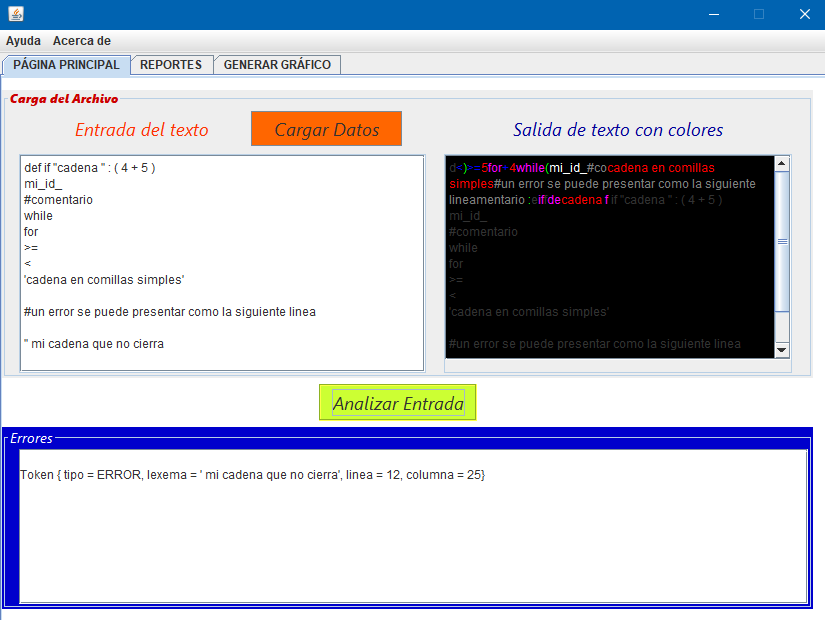 Ayuda Acerca de
PÁGINA PRINCIPAL REPORTES GENERAR GRÁFICO
Carga del Archivo
Entrada del texto Cargar Datos Salida de texto con colores
def if "cadena " : ( 4 + 5 )
mi_id_
#comentario
while
for
>=
<
'cadena en comillas simples'
#un error se puede presentar como la siguiente linea
" mi cadena que no cierra
d<)>=5for+4while(mi_id_#cocadena en comillas
simples#un error se puede presentar como la siguiente
lineamentario :eifdecadena f if "cadena " : ( 4 + 5 )
mi_id_
#comentario
while
for
>=
<
'cadena en comillas simples'
#un error se puede presentar como la siguiente linea
Analizar Entrada
Errores
Token { tipo = ERROR, lexema = ' mi cadena que no cierra', linea = 12, columna = 25}